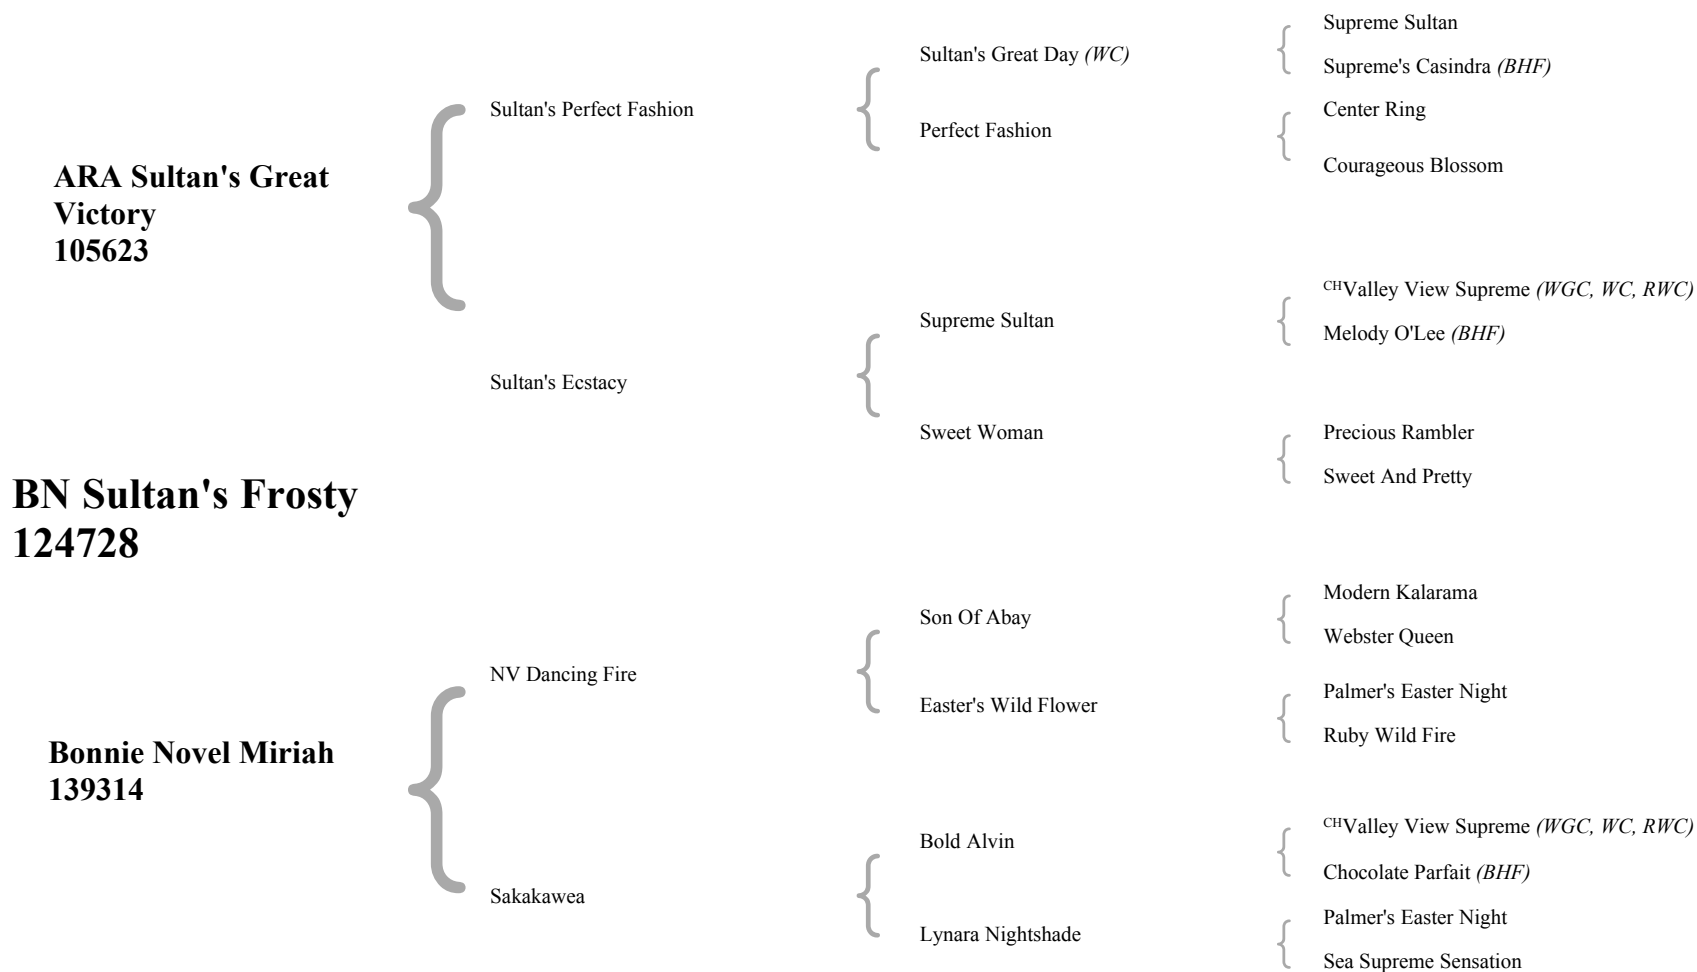 Supreme Sultan
Sultan's Great Day (WC)
Supreme's Casindra (BHF)
Sultan's Perfect Fashion
Center Ring
Perfect Fashion
Courageous Blossom
ARA Sultan's Great
Victory
105623
CHValley View Supreme (WGC, WC, RWC)
Supreme Sultan
Melody O'Lee (BHF)
Sultan's Ecstacy
Sweet Woman
Precious Rambler
Sweet And Pretty
BN Sultan's Frosty
124728
Modern Kalarama
Son Of Abay
Webster Queen
NV Dancing Fire
Palmer's Easter Night
Easter's Wild Flower
Ruby Wild Fire
Bonnie Novel Miriah
139314
CHValley View Supreme (WGC, WC, RWC)
Bold Alvin
Chocolate Parfait (BHF)
Sakakawea
Palmer's Easter Night
Lynara Nightshade
Sea Supreme Sensation